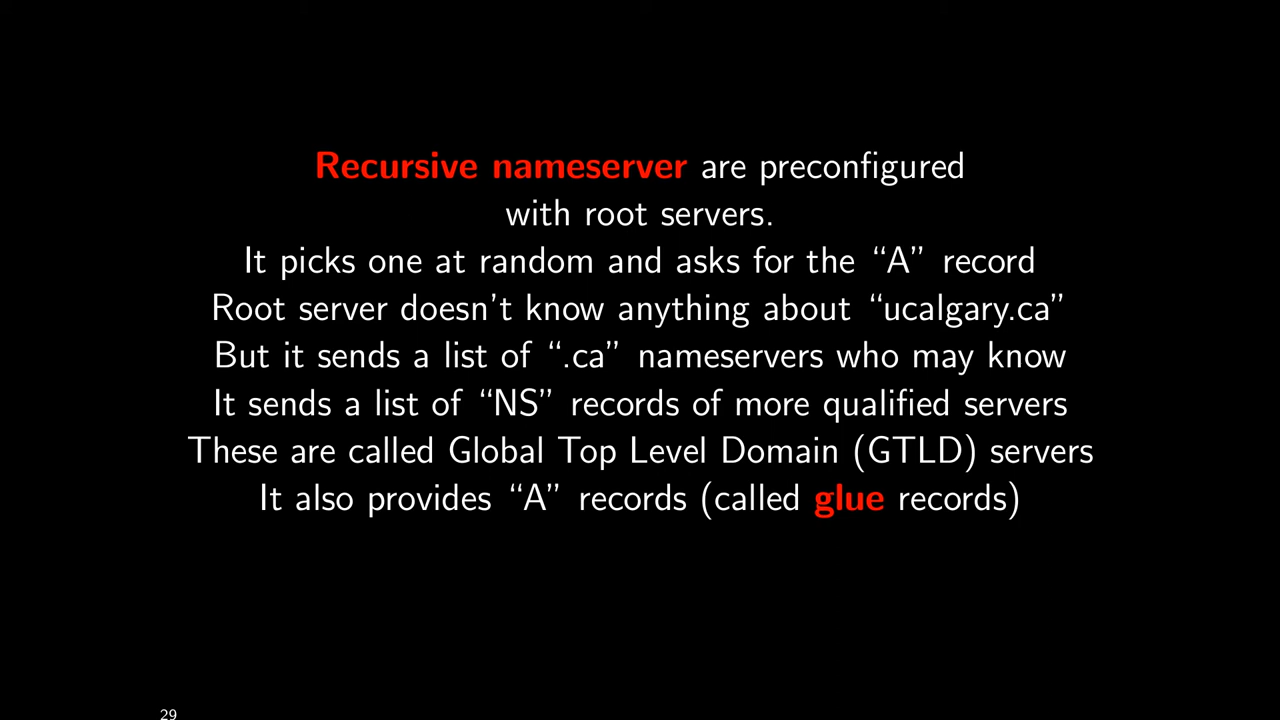 Recursive nameserver are preconfigured
with root servers.
It picks one at random and asks for the “A” record
Root server doesn't know anything about “ucalgary.ca”
But it sends a list of “.ca” nameservers who may know
It sends a list of “NS” records of more qualified servers
These are called Global Top Level Domain (GTLD) servers
It also provides “A” records (called glue records)
29